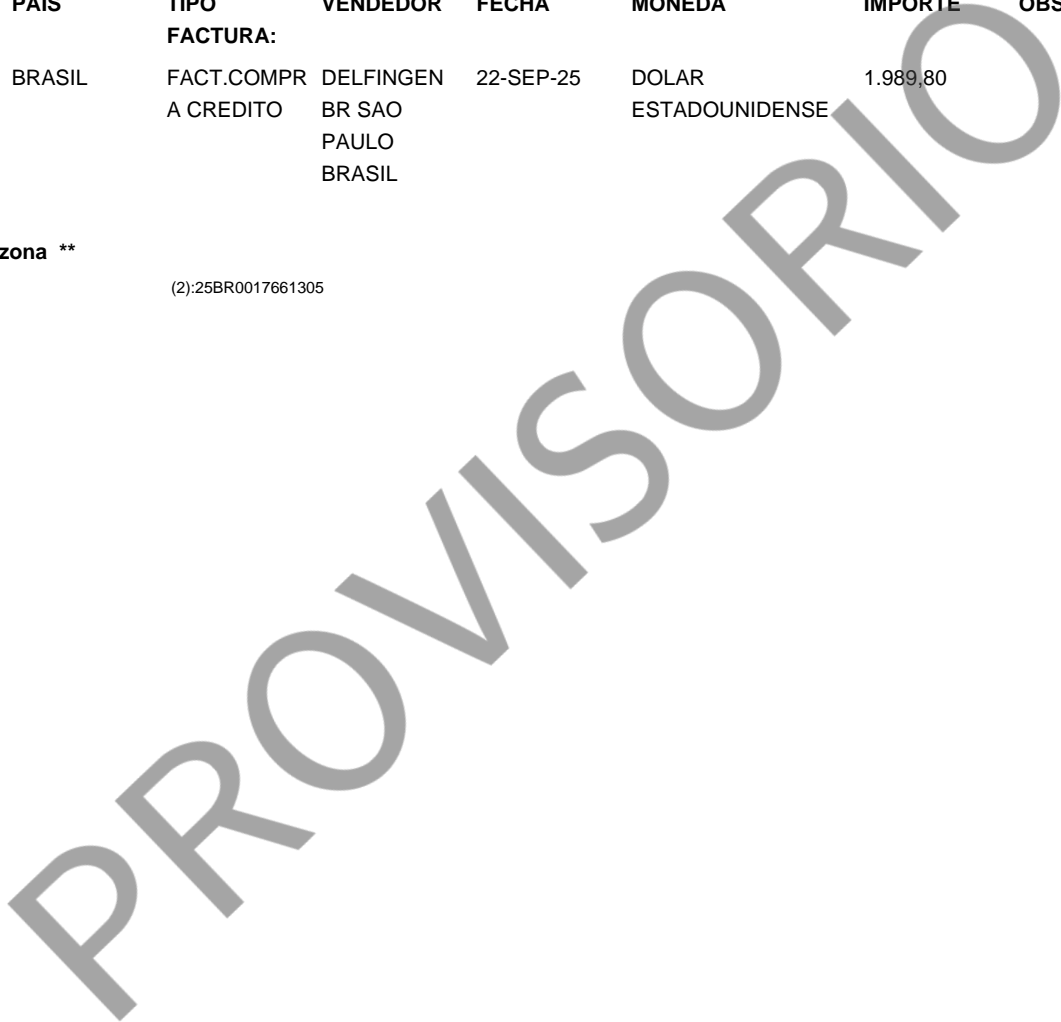 PAIS TIPO VENDEDOR FECHA MONEDA IMPORTE OBS
FACTURA:
BRASIL FACT.COMPR DELFINGEN 22-SEP-25 DOLAR 1.989,80
A CREDITO BR SAO ESTADOUNIDENSE
PAULO
BRASIL
zona **
(2):25BR0017661305
PROVISORIO